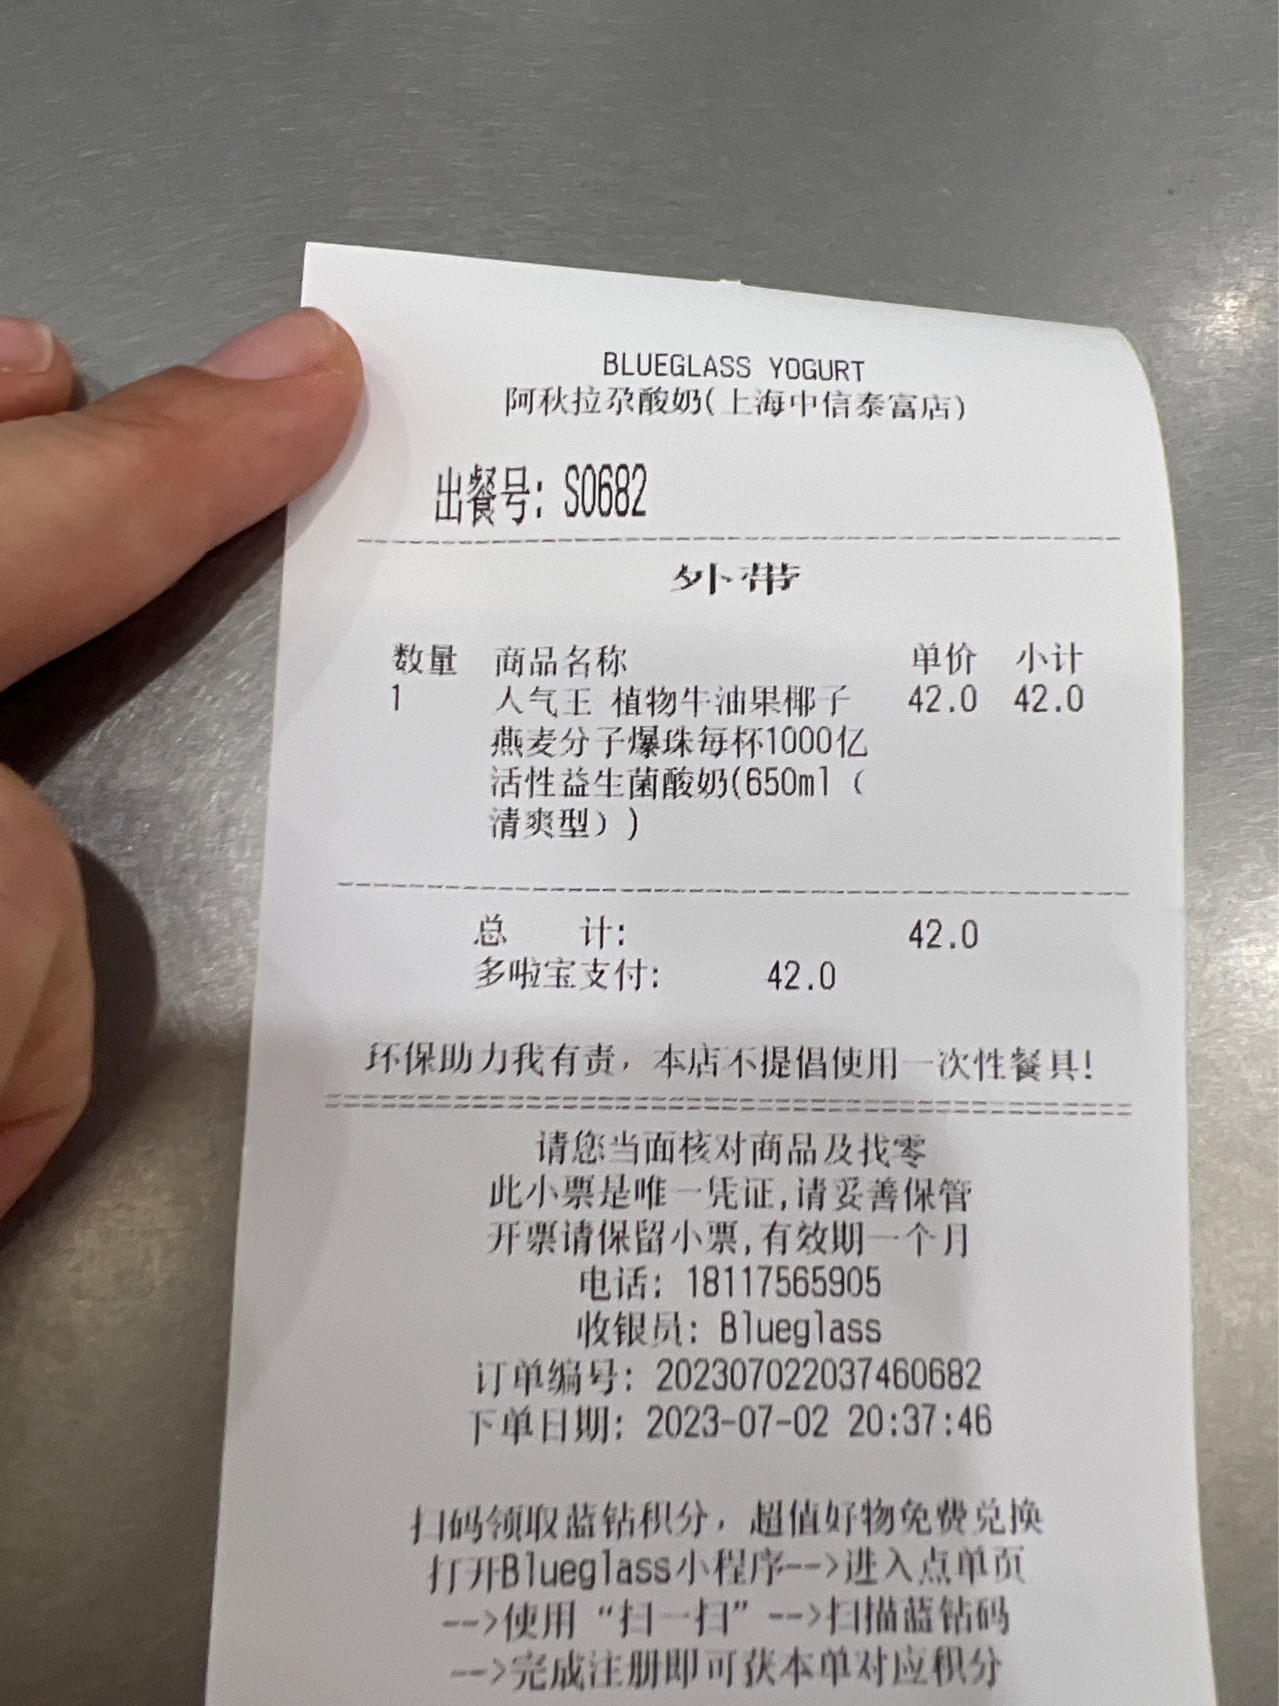 BLUEGLASS YOGURT
阿秋拉尕酸奶(上海中信泰富店)
出餐号: S0682
外带
数量 商品名称 单价 小计
1 人气王 植物牛油果椰子 42.0 42.0
燕麦分子爆珠每杯1000亿
活性益生菌酸奶(650ml（
清爽型）)
总 计: 42.0
多啦宝支付: 42.0
环保助力我有责，本店不提倡使用一次性餐具!
请您当面核对商品及找零
此小票是唯一凭证,请妥善保管
开票请保留小票,有效期一个月
电话: 18117565905
收银员: Blueglass
订单编号: 202307022037460682
下单日期: 2023-07-02 20:37:46
扫码领取蓝钻积分，超值好物免费兑换
打开Blueglass小程序-->进入点单页
-->使用“扫一扫”-->扫描蓝钻码
-->完成注册即可获本单对应积分